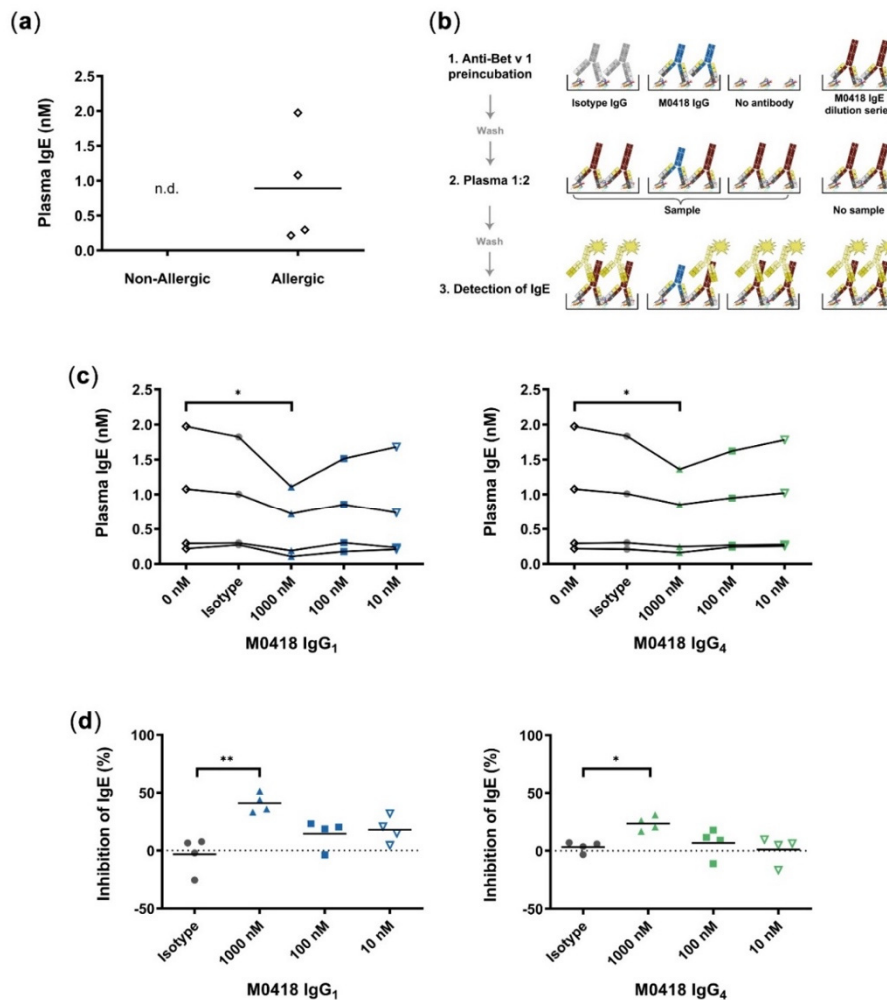 (a)
Plasma IgE (nM)
2.5
2.0
1.5
1.0
0.5
0.0
n.d.
Non-Allergic
Allergic
(b)
1. Anti-Bet v 1
preincubation
Isotype IgG
M0418 IgG
No antibody
M0418 IgE
dilution serie
Wash
2. Plasma 1:2
Sample
No sample
Wash
3. Detection of IgE
(c)
Plasma IgE (nM)
2.5
2.0
1.5
1.0
0.5
0.0
*
0 nM
Isotype
1000 nM
100 nM
10 nM
M0418 IgG₁
Plasma IgE (nM)
2.5
2.0
1.5
1.0
0.5
0.0
*
0 nM
Isotype
1000 nM
100 nM
10 nM
M0418 IgG₄
(d)
Inhibition of IgE (%)
100
50
0
-50
**
Isotype
1000 nM
100 nM
10 nM
M0418 IgG₁
Inhibition of IgE (%)
100
50
0
-50
*
Isotype
1000 nM
100 nM
10 nM
M0418 IgG₄